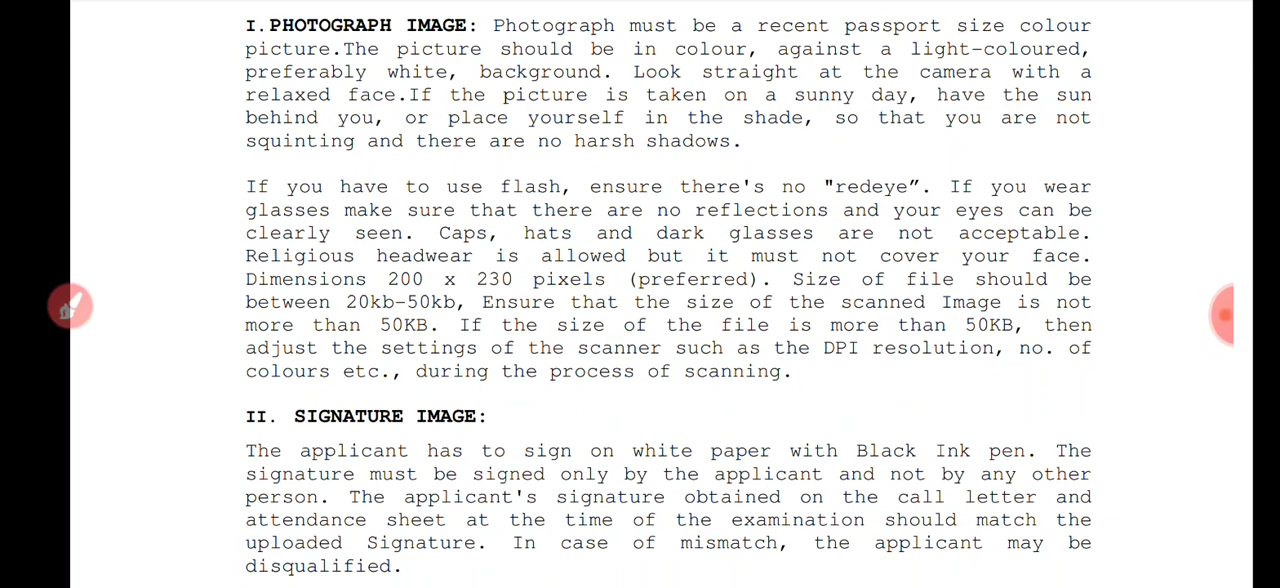 I.PHOTOGRAPH IMAGE: Photograph must be a recent passport size colour
picture.The picture should be in colour, against a light-coloured,
preferably white, background. Look straight at the camera with a
relaxed face.If the picture is taken on a sunny day, have the sun
behind you, or place yourself in the shade, so that you are not
squinting and there are no harsh shadows.
If you have to use flash, ensure there's no "redeye”. If you wear
glasses make sure that there are no reflections and your eyes can be
clearly seen. Caps, hats and dark glasses are not acceptable.
Religious headwear is allowed but it must not cover your face.
Dimensions 200 x 230 pixels (preferred). Size of file should be
between 20kb-50kb, Ensure that the size of the scanned Image is not
more than 50KB. If the size of the file is more than 50KB, then
adjust the settings of the scanner such as the DPI resolution, no. of
colours etc., during the process of scanning.
II. SIGNATURE IMAGE:
The applicant has to sign on white paper with Black Ink pen. The
signature must be signed only by the applicant and not by any other
person. The applicant's signature obtained on the call letter and
attendance sheet at the time of the examination should match the
uploaded Signature. In case of mismatch, the applicant may be
disqualified.